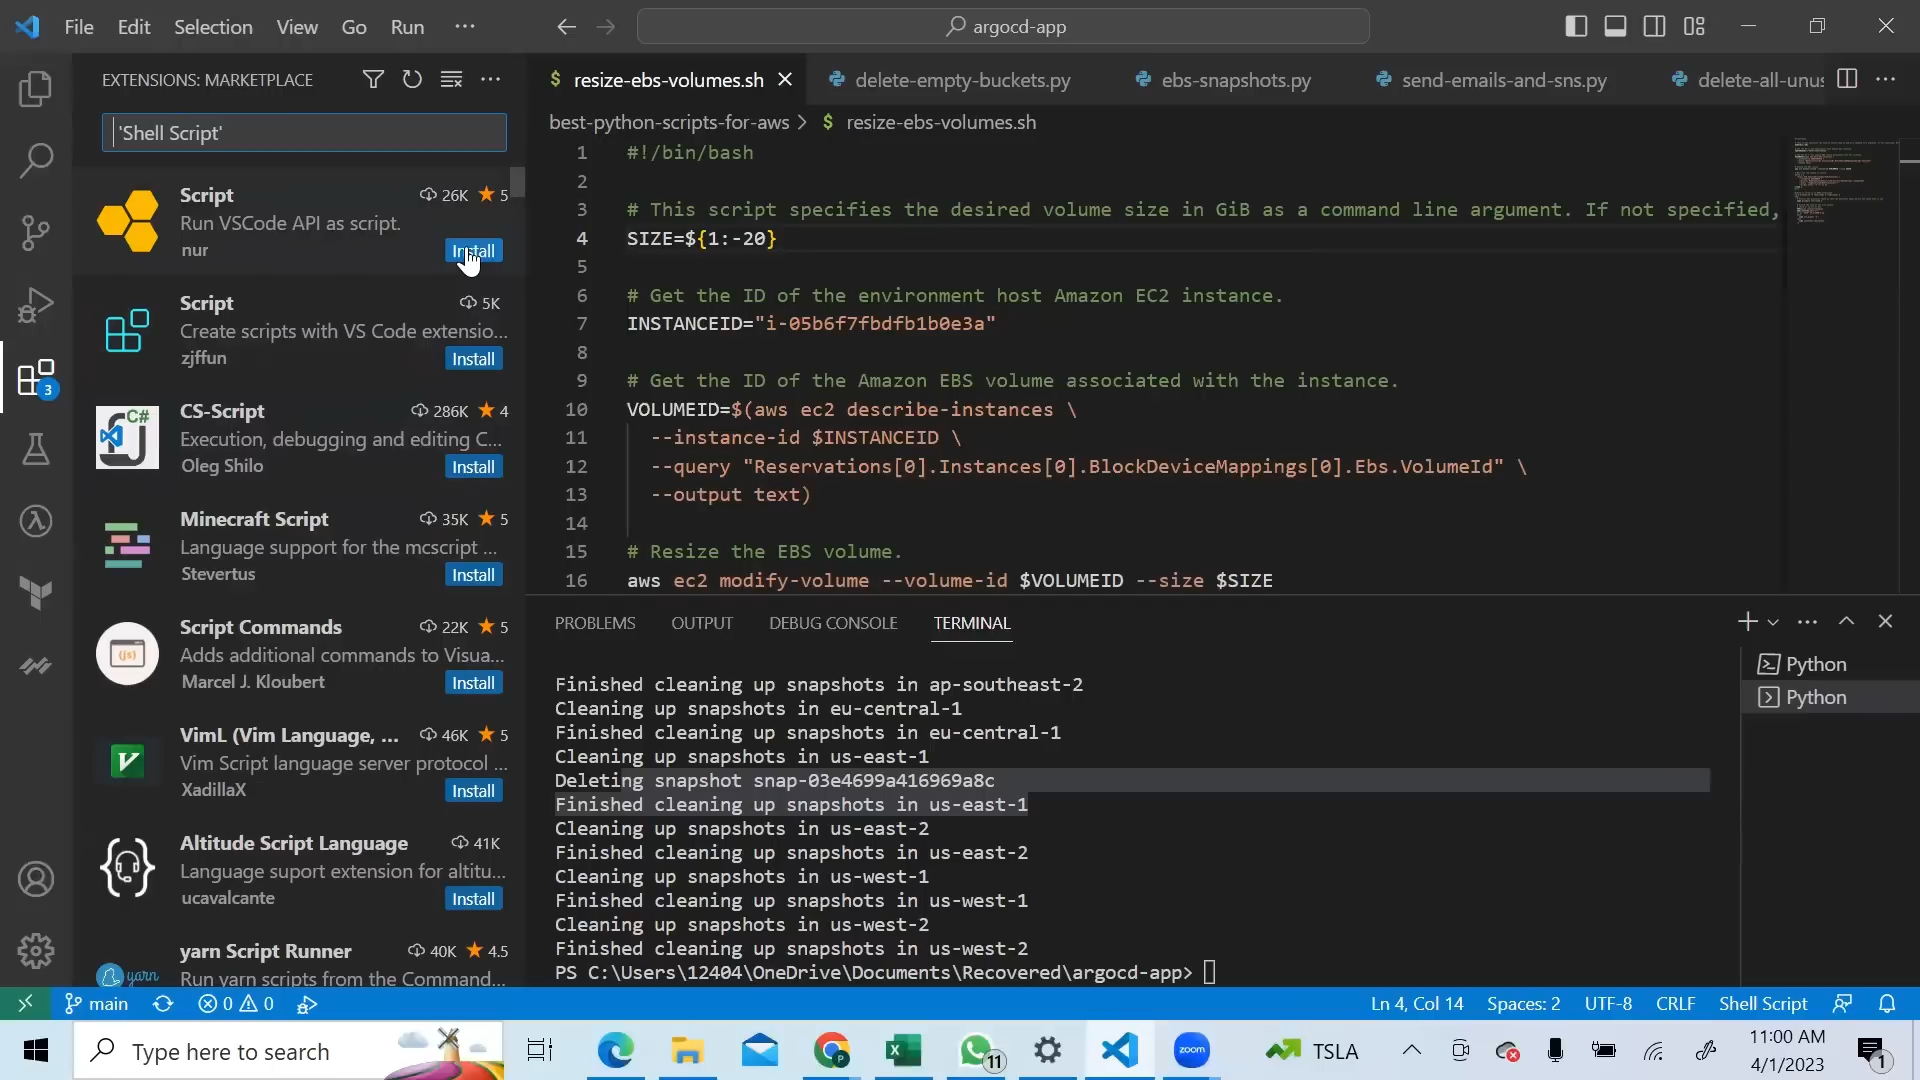 File Edit Selection View Go Run ···
argocd-app
EXTENSIONS: MARKETPLACE
'Shell Script'
Script 26K ★ 5
Run VSCode API as script.
nur Install
Script 5K
Create scripts with VS Code extensio...
zjffun Install
CS-Script 286K ★ 4
Execution, debugging and editing C...
Oleg Shilo Install
Minecraft Script 35K ★ 5
Language support for the mcscript ...
Stevertus Install
Script Commands 22K ★ 5
Adds additional commands to Visua...
Marcel J. Kloubert Install
VimL (Vim Language, ... 46K ★ 5
Vim Script language server protocol ...
XadillaX Install
Altitude Script Language 41K
Language suport extension for altitu...
ucavalcante Install
yarn Script Runner 40K ★ 4.5
Run yarn scripts from the Command...
yarn
C#
{js}
3
$ resize-ebs-volumes.sh delete-empty-buckets.py ebs-snapshots.py send-emails-and-sns.py delete-all-unus
best-python-scripts-for-aws > $ resize-ebs-volumes.sh
1 #!/bin/bash
2
3 # This script specifies the desired volume size in GiB as a command line argument. If not specified,
4 SIZE=${1:-20}
5
6 # Get the ID of the environment host Amazon EC2 instance.
7 INSTANCEID="i-05b6f7fbdfb1b0e3a"
8
9 # Get the ID of the Amazon EBS volume associated with the instance.
10 VOLUMEID=$(aws ec2 describe-instances \
11 --instance-id $INSTANCEID \
12 --query "Reservations[0].Instances[0].BlockDeviceMappings[0].Ebs.VolumeId" \
13 --output text)
14
15 # Resize the EBS volume.
16 aws ec2 modify-volume --volume-id $VOLUMEID --size $SIZE
PROBLEMS OUTPUT DEBUG CONSOLE TERMINAL
Python
Python
Finished cleaning up snapshots in ap-southeast-2
Cleaning up snapshots in eu-central-1
Finished cleaning up snapshots in eu-central-1
Cleaning up snapshots in us-east-1
Deleting snapshot snap-03e4699a416969a8c
Finished cleaning up snapshots in us-east-1
Cleaning up snapshots in us-east-2
Finished cleaning up snapshots in us-east-2
Cleaning up snapshots in us-west-1
Finished cleaning up snapshots in us-west-1
Cleaning up snapshots in us-west-2
Finished cleaning up snapshots in us-west-2
PS C:\Users\12404\OneDrive\Documents\Recovered\argocd-app>
main 0 0 Ln 4, Col 14 Spaces: 2 UTF-8 CRLF Shell Script
Type here to search
P
11
zoom
TSLA
11:00 AM
4/1/2023
1